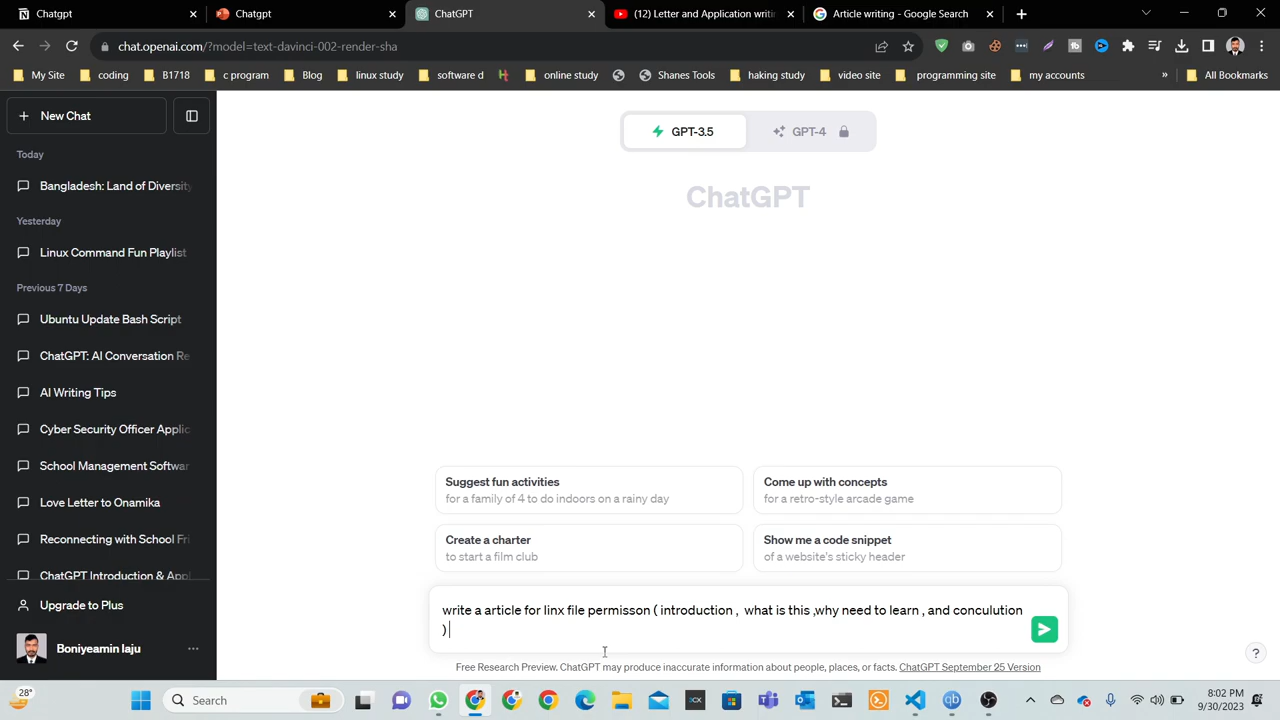 Chatgpt
Chatgpt
ChatGPT
(12) Letter and Application writin
Article writing - Google Search
chat.openai.com/?model=text-davinci-002-render-sha
My Site
coding
B1718
c program
Blog
linux study
software d
online study
Shanes Tools
haking study
video site
programing site
my accounts
»
All Bookmarks
New Chat
Today
Bangladesh: Land of Diversity
Yesterday
Linux Command Fun Playlist
Previous 7 Days
Ubuntu Update Bash Script
ChatGPT: AI Conversation Re
AI Writing Tips
Cyber Security Officer Applic
School Management Softwar
Love Letter to Onamika
Reconnecting with School Fri
ChatGPT Introduction & Appl
Upgrade to Plus
Boniyeamin laju
GPT-3.5
GPT-4
ChatGPT
Suggest fun activities
for a family of 4 to do indoors on a rainy day
Come up with concepts
for a retro-style arcade game
Create a charter
to start a film club
Show me a code snippet
of a website's sticky header
write a article for linx file permisson ( introduction ,  what is this ,why need to learn , and conculution
)
Free Research Preview. ChatGPT may produce inaccurate information about people, places, or facts. ChatGPT September 25 Version
?
28°
Search
8:02 PM
9/30/2023